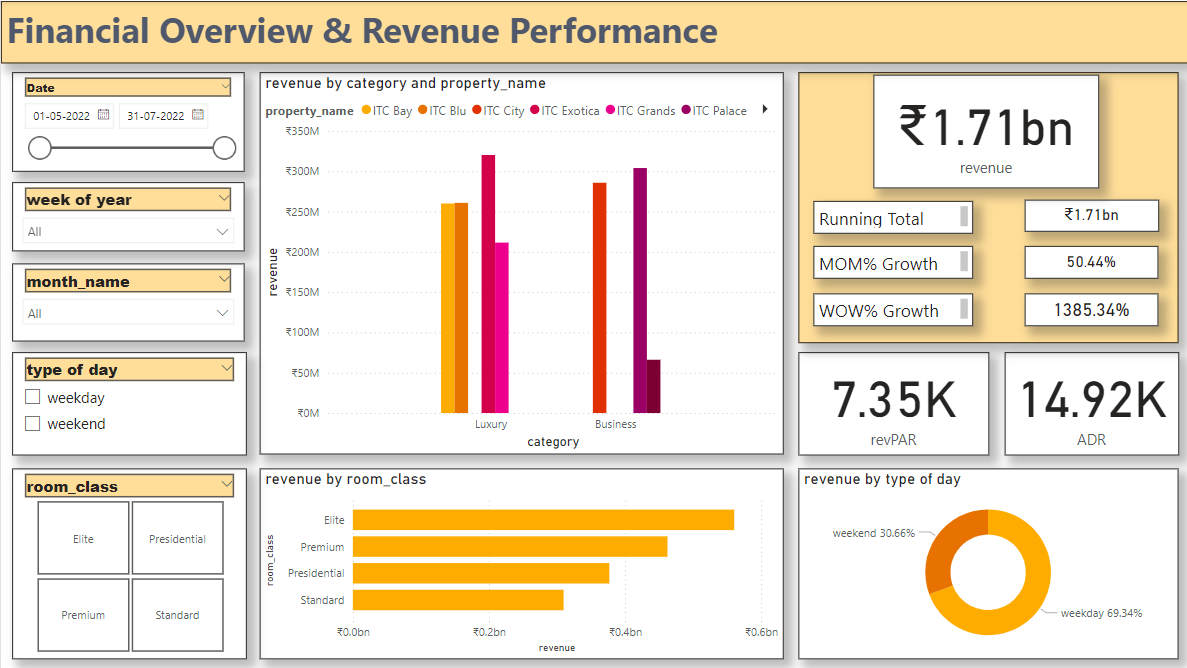 Financial Overview & Revenue Performance
Date
01-05-2022 31-07-2022
week of year
All
month_name
All
type of day
weekday
weekend
room_class
Elite Presidential
Premium Standard
revenue by category and property_name
property_name ITC Bay ITC Blu ITC City ITC Exotica ITC Grands ITC Palace
₹350M
₹300M
₹250M
₹200M
₹150M
₹100M
₹50M
₹0M
revenue
Luxury Business
category
revenue by room_class
room_class
Elite
Premium
Presidential
Standard
₹0.0bn ₹0.2bn ₹0.4bn ₹0.6bn
revenue
₹1.71bn
revenue
Running Total ₹1.71bn
MOM% Growth 50.44%
WOW% Growth 1385.34%
7.35K
revPAR
14.92K
ADR
revenue by type of day
weekend 30.66%
weekday 69.34%